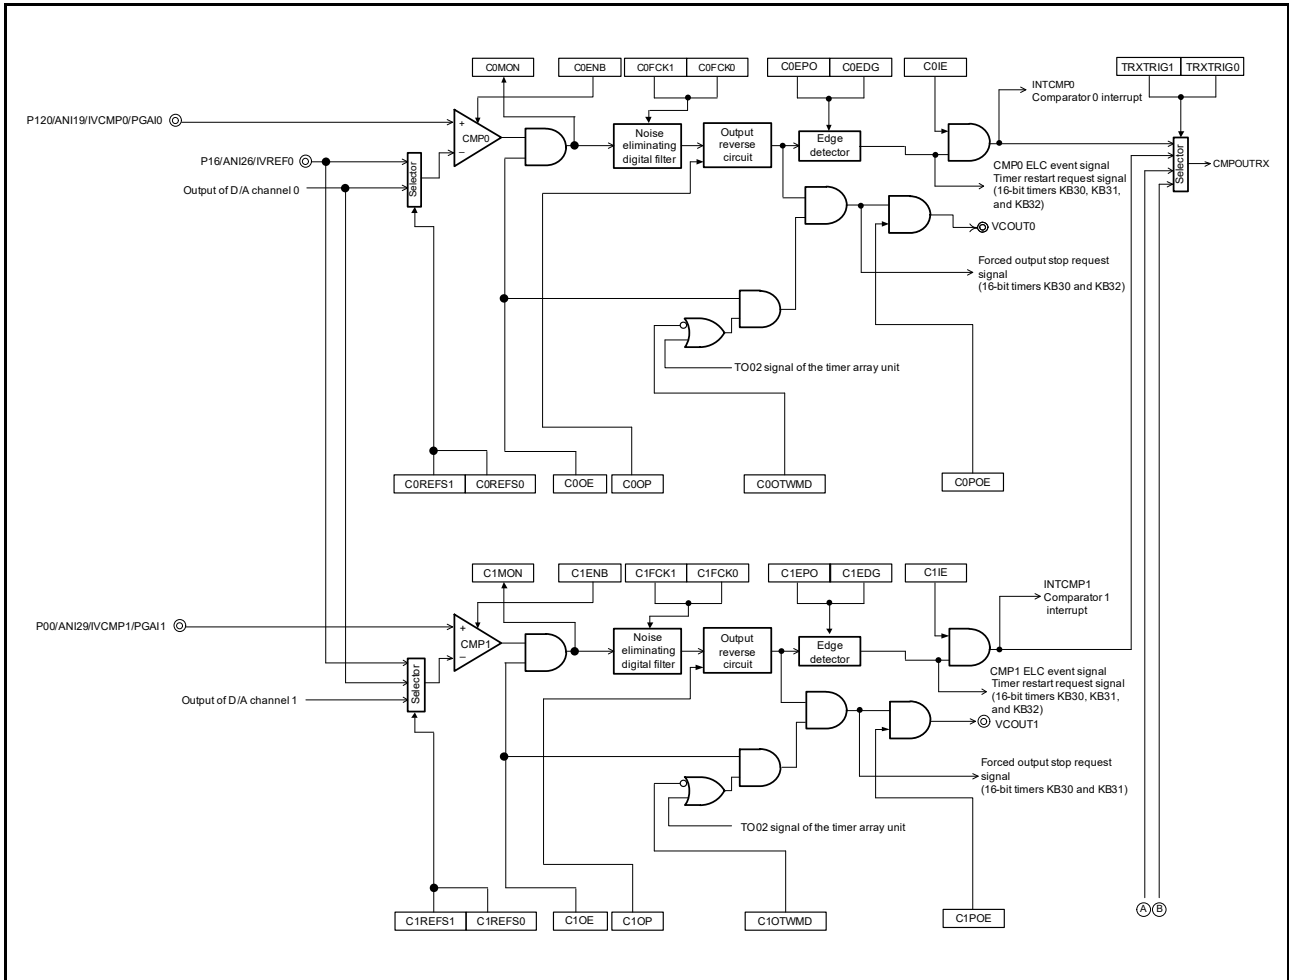 C0MON
C0ENB
C0FCK1 C0FCK0
C0EPO C0EDG
C0IE
TRXTRIG1 TRXTRIG0
INTCMP0
Comparator 0 interrupt
P120/ANI19/IVCMP0/PGAI0
+
CMP0
−
Noise
eliminating
digital filter
Output
reverse
circuit
Edge
detector
P16/ANI26/IVREF0
Selector
Output of D/A channel 0
Selector
CMPOUTRX
CMP0 ELC event signal
Timer restart request signal
(16-bit timers KB30, KB31,
and KB32)
VCOUT0
Forced output stop request
signal
(16-bit timers KB30 and KB32)
TO02 signal of the timer array unit
C0REFS1 C0REFS0
C0OE
C0OP
C0OTWMD
C0POE
C1MON
C1ENB
C1FCK1 C1FCK0
C1EPO C1EDG
C1IE
INTCMP1
Comparator 1
interrupt
P00/ANI29/IVCMP1/PGAI1
+
CMP1
−
Noise
eliminating
digital filter
Output
reverse
circuit
Edge
detector
Selector
Output of D/A channel 1
CMP1 ELC event signal
Timer restart request signal
(16-bit timers KB30, KB31,
and KB32)
VCOUT1
Forced output stop request
signal
(16-bit timers KB30 and KB31)
TO02 signal of the timer array unit
C1REFS1 C1REFS0
C1OE
C1OP
C1OTWMD
C1POE
A B